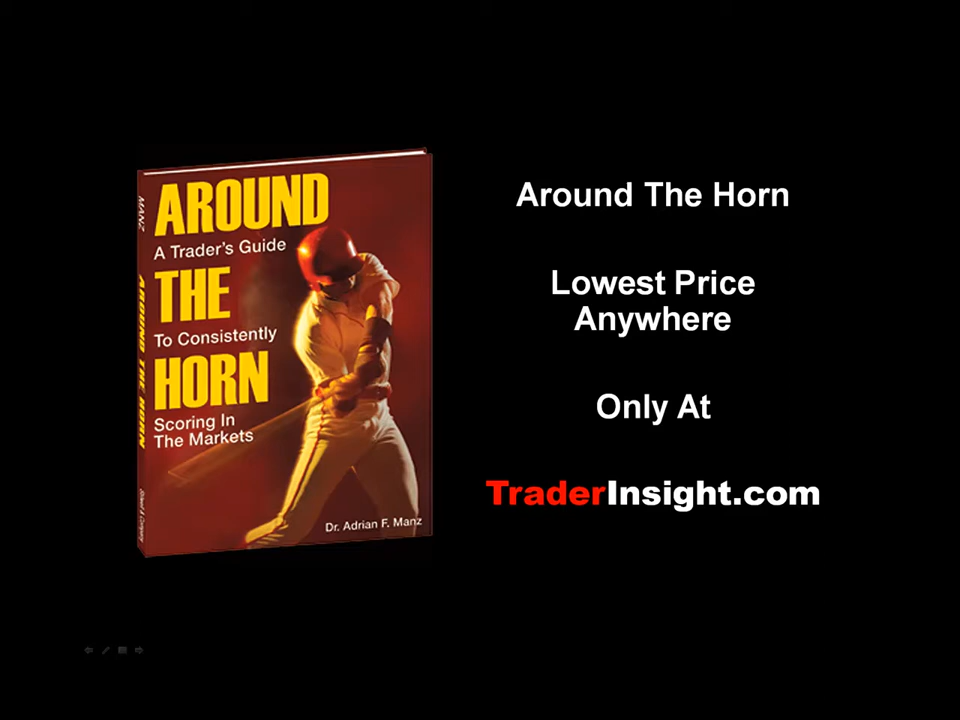 MANZ
AROUND THE HORN
AROUND
A Trader's Guide
THE
To Consistently
HORN
Scoring In
The Markets
Dr. Adrian F. Manz
Around The Horn
Lowest Price
Anywhere
Only At
TraderInsight.com